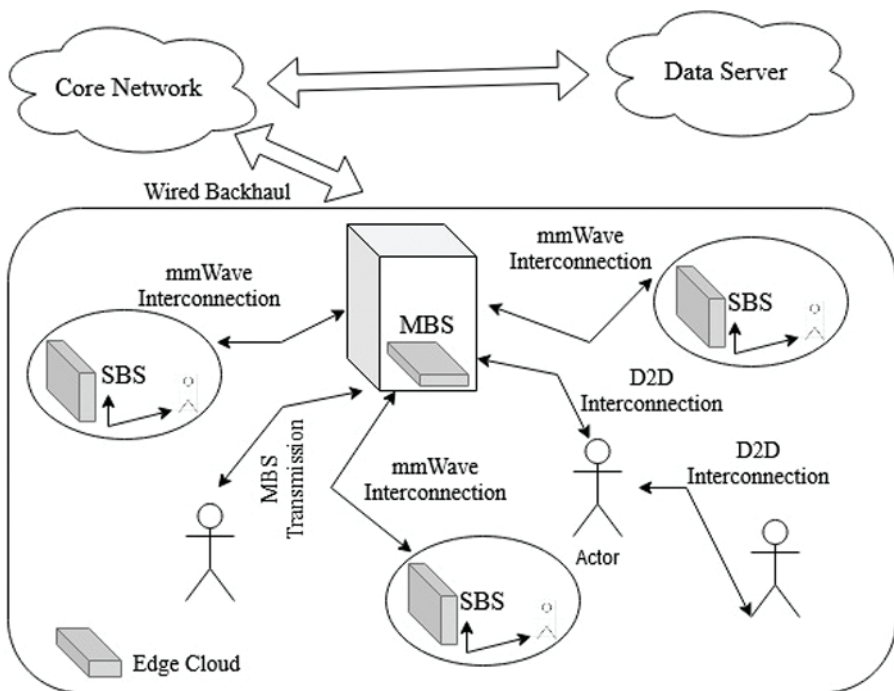 Core Network
Data Server
Wired Backhaul
mmWave
Interconnection
mmWave
Interconnection
SBS
MBS
SBS
D2D
Interconnection
MBS
Transmission
mmWave
Interconnection
D2D
Interconnection
Actor
SBS
Edge Cloud